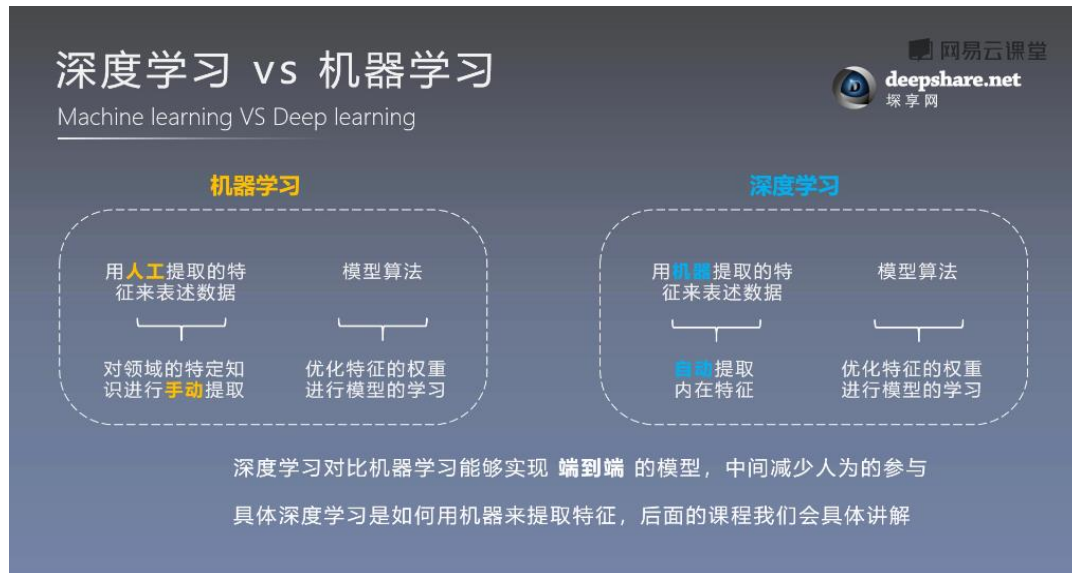 深度学习 vs 机器学习
Machine learning VS Deep learning
网易云课堂
deepshare.net
深享网
机器学习
用人工提取的特
征来表述数据
模型算法
对领域的特定知
识进行手动提取
优化特征的权重
进行模型的学习
深度学习
用机器提取的特
征来表述数据
模型算法
自动提取
内在特征
优化特征的权重
进行模型的学习
深度学习对比机器学习能够实现 端到端 的模型，中间减少人为的参与
具体深度学习是如何用机器来提取特征，后面的课程我们会具体讲解